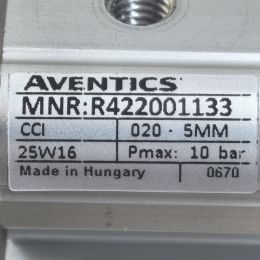 AVENTICS
MNR:R422001133
CCI 020 - 5MM
25W16 Pmax: 10 bar
Made in Hungary 0670